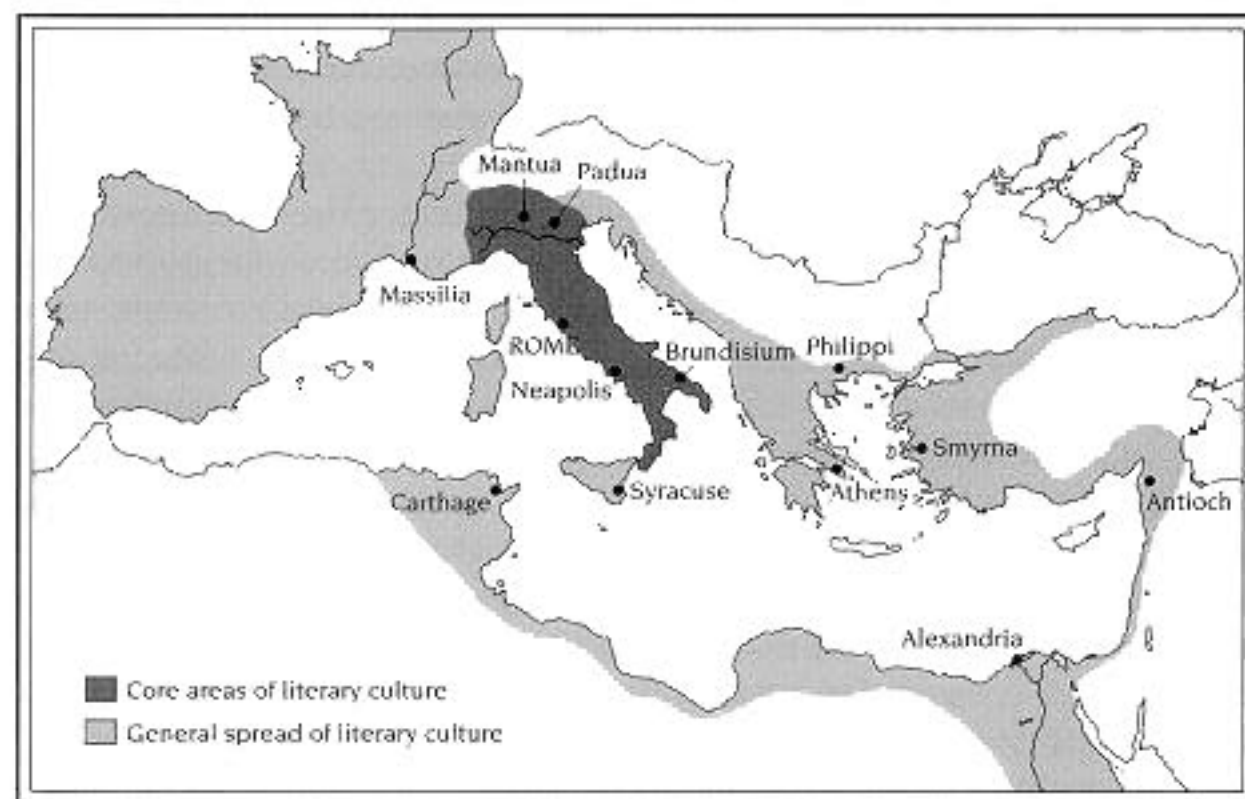 Mantua
Padua
Massilia
ROME
Neapolis
Brundisium
Philippi
Smyrna
Athens
Antioch
Carthage
Syracuse
Alexandria
Core areas of literary culture
General spread of literary culture